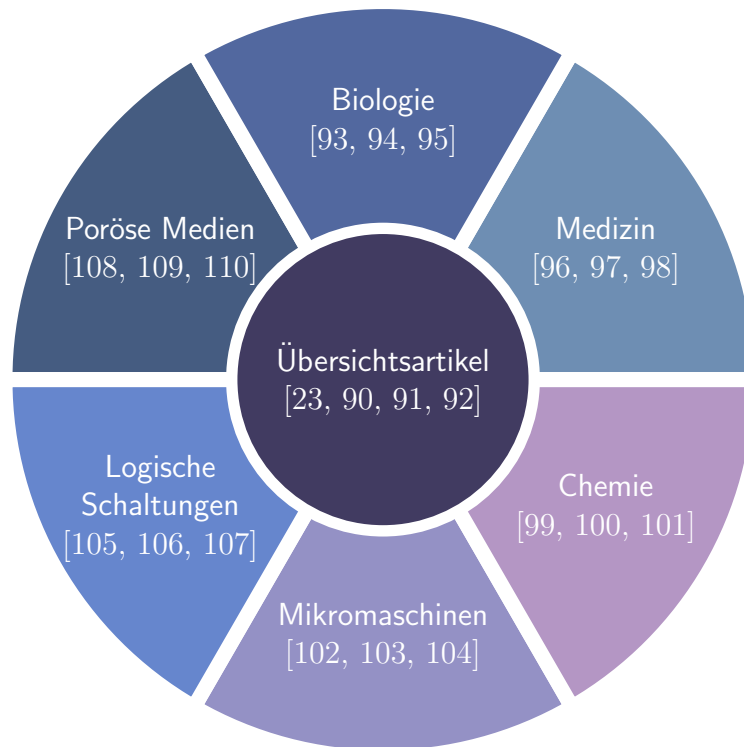 Biologie
[93, 94, 95]
Poröse Medien
[108, 109, 110]
Medizin
[96, 97, 98]
Übersichtsartikel
[23, 90, 91, 92]
Logische
Schaltungen
[105, 106, 107]
Chemie
[99, 100, 101]
Mikromaschinen
[102, 103, 104]